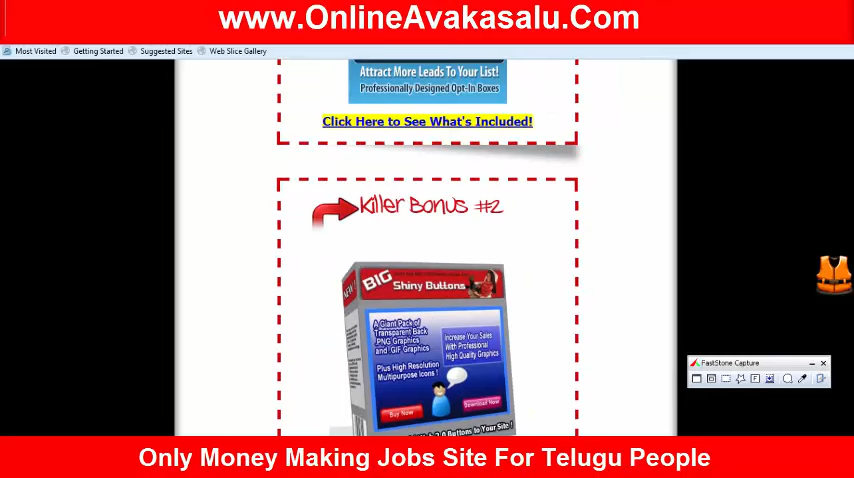 www.OnlineAvakasalu.Com
Most Visited Getting Started Suggested Sites Web Slice Gallery
Attract More Leads To Your List!
Professionally Designed Opt-In Boxes
Click Here to See What's Included!
Killer Bonus #2
NEW!
BIG
Shiny Buttons
A Giant Pack of
Transparent Back
PNG Graphics
and GIF Graphics
Plus High Resolution
Multipurpose Icons !
Increase Your Sales
With Professional
High Quality Graphics
Buy Now
Download Now
2.0 Buttons to Your Site !
FastStone Capture
Only Money Making Jobs Site For Telugu People